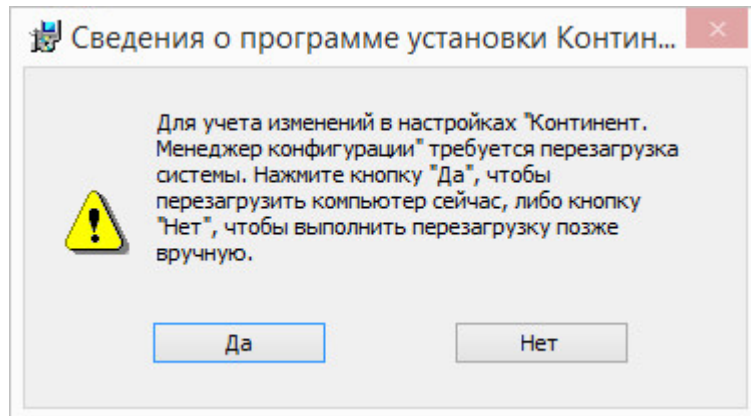 Сведения о программе установки Контин...
Для учета изменений в настройках "Континент.
Менеджер конфигурации" требуется перезагрузка
системы. Нажмите кнопку "Да", чтобы
перезагрузить компьютер сейчас, либо кнопку
"Нет", чтобы выполнить перезагрузку позже
вручную.
Да
Нет